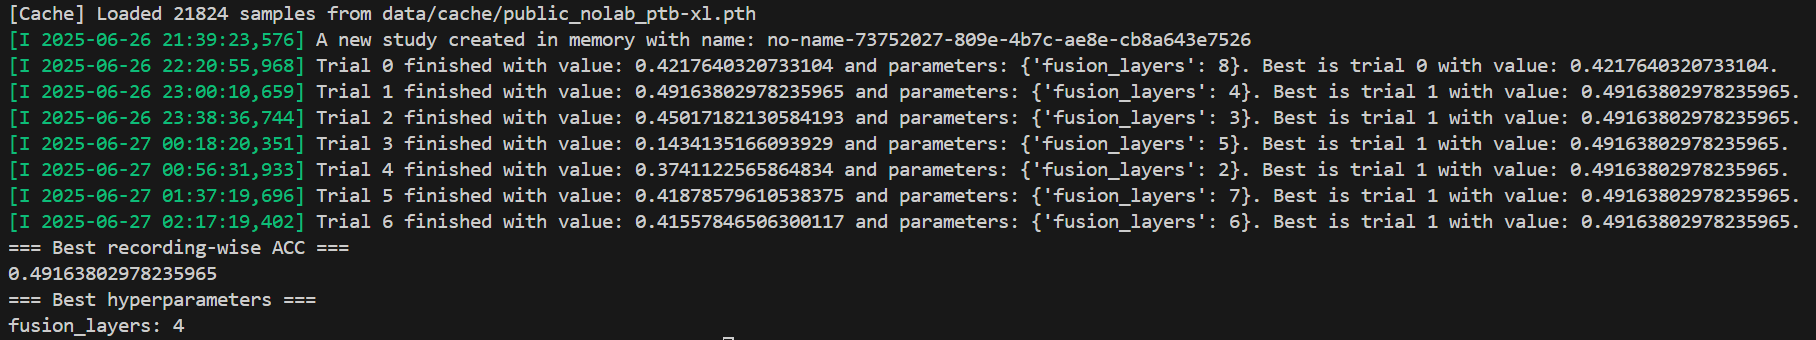 [Cache] Loaded 21824 samples from data/cache/public_nolab_ptb-xl.pth
[I 2025-06-26 21:39:23,576] A new study created in memory with name: no-name-73752027-809e-4b7c-ae8e-cb8a643e7526
[I 2025-06-26 22:20:55,968] Trial 0 finished with value: 0.4217640320733104 and parameters: {'fusion_layers': 8}. Best is trial 0 with value: 0.4217640320733104.
[I 2025-06-26 23:00:10,659] Trial 1 finished with value: 0.49163802978235965 and parameters: {'fusion_layers': 4}. Best is trial 1 with value: 0.49163802978235965.
[I 2025-06-26 23:38:36,744] Trial 2 finished with value: 0.45017182130584193 and parameters: {'fusion_layers': 3}. Best is trial 1 with value: 0.49163802978235965.
[I 2025-06-27 00:18:20,351] Trial 3 finished with value: 0.1434135166093929 and parameters: {'fusion_layers': 5}. Best is trial 1 with value: 0.49163802978235965.
[I 2025-06-27 00:56:31,933] Trial 4 finished with value: 0.3741122565864834 and parameters: {'fusion_layers': 2}. Best is trial 1 with value: 0.49163802978235965.
[I 2025-06-27 01:37:19,696] Trial 5 finished with value: 0.41878579610538375 and parameters: {'fusion_layers': 7}. Best is trial 1 with value: 0.49163802978235965.
[I 2025-06-27 02:17:19,402] Trial 6 finished with value: 0.41557846506300117 and parameters: {'fusion_layers': 6}. Best is trial 1 with value: 0.49163802978235965.
=== Best recording-wise ACC ===
0.49163802978235965
=== Best hyperparameters ===
fusion_layers: 4